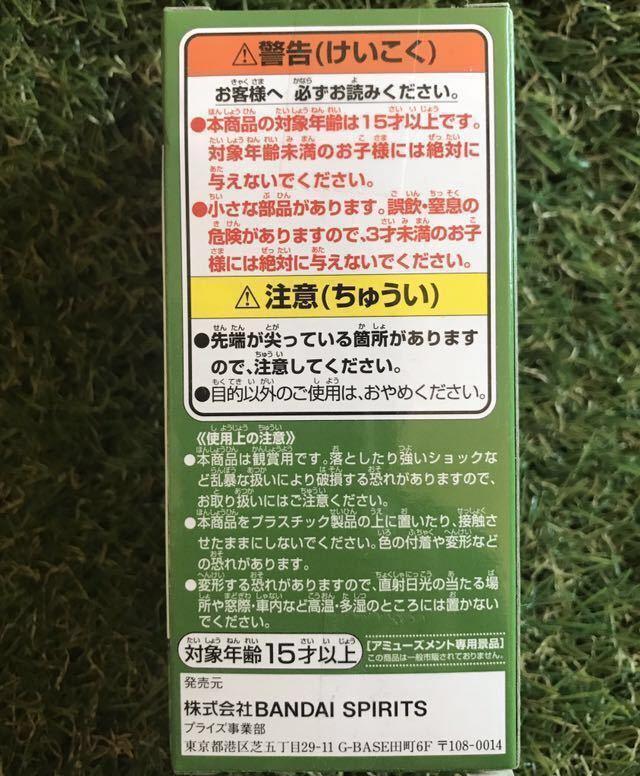 ⚠警告(けいこく)
お客様へ 必ずお読みください。
●本商品の対象年齢は15才以上です。
対象年齢未満のお子様には絶対に
与えないでください。
●小さな部品があります。誤飲・窒息の
危険がありますので、3才未満のお子
様には絶対に与えないでください。
⚠注意(ちゅうい)
●先端が尖っている箇所があります
ので、注意してください。
●目的以外のご使用は、おやめください。
《使用上の注意》
●本商品は観賞用です。落としたり強いショックな
ど乱暴な扱いにより破損する恐れがありますので、
お取り扱いにはご注意ください。
●本商品をプラスチック製品の上に置いたり、接触さ
せたままにしないでください。色の付着や変形など
の恐れがあります。
●変形する恐れがありますので、直射日光の当たる場
所や窓際・車内など高温・多湿のところには置かない
でください。
対象年齢15才以上
【アミューズメント専用景品】
この商品は一般市販されておりません。
発売元
株式会社BANDAI SPIRITS
プライズ事業部
東京都港区芝五丁目29-11 G-BASE田町6F 〒108-0014